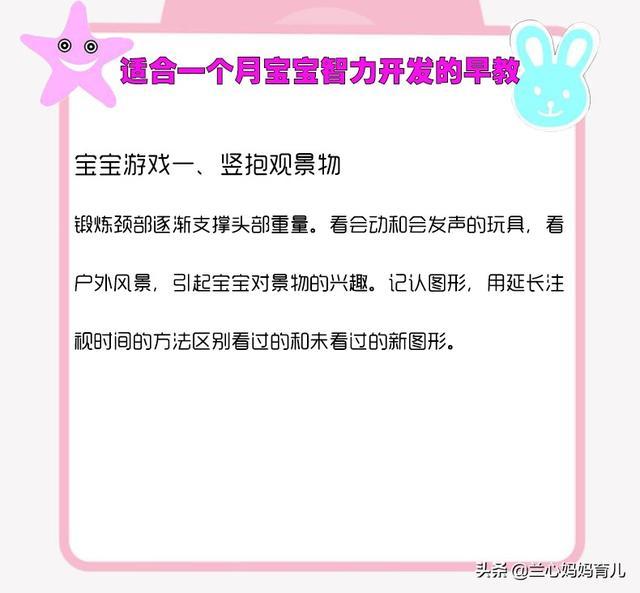 适合一个月宝宝智力开发的早教
宝宝游戏一、竖抱观景物
锻炼颈部逐渐支撑头部重量。看会动和会发声的玩具，看
户外风景，引起宝宝对景物的兴趣。记认图形，用延长注
视时间的方法区别看过的和未看过的新图形。
头条 @兰心妈妈育儿